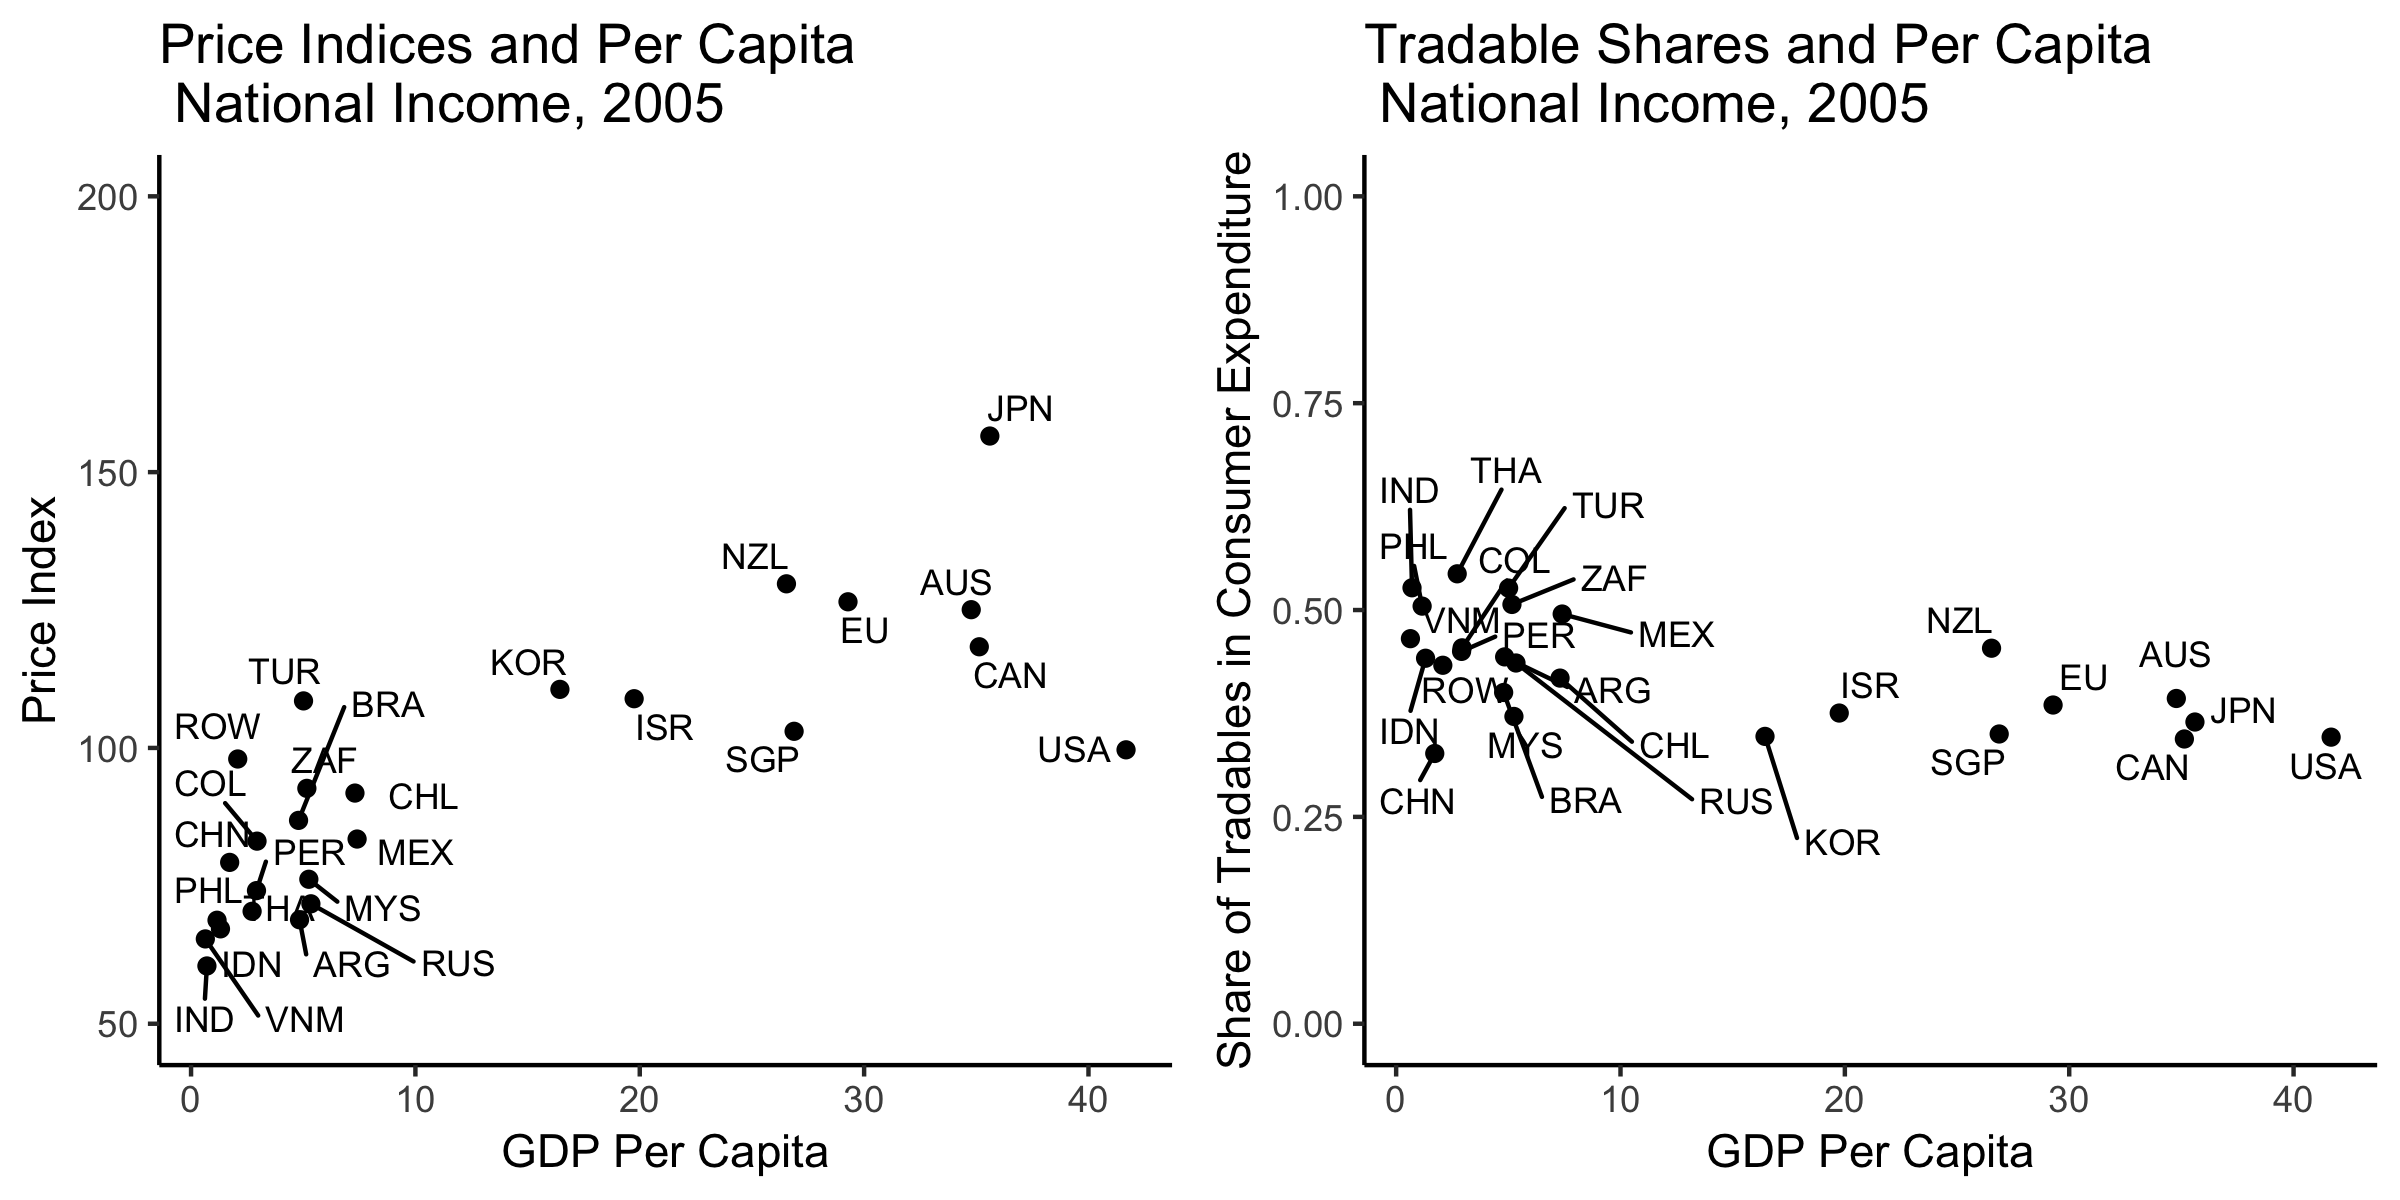 Price Indices and Per Capita
National Income, 2005
Price Index
200
150
100
50
JPN
NZL
AUS
EU
CAN
KOR
TUR
ISR
BRA
ROW
SGP
USA
ZAF
COL
CHL
CHN
PER
MEX
PHL
THA
MYS
IDN
ARG
RUS
IND
VNM
0
10
20
30
40
GDP Per Capita
Tradable Shares and Per Capita
National Income, 2005
Share of Tradables in Consumer Expenditure
1.00
0.75
0.50
0.25
0.00
THA
IND
TUR
PHL
COL
ZAF
VNM
PER
MEX
NZL
AUS
ROW
ARG
ISR
EU
JPN
IDN
MYS
CHL
SGP
CAN
USA
CHN
BRA
RUS
KOR
0
10
20
30
40
GDP Per Capita